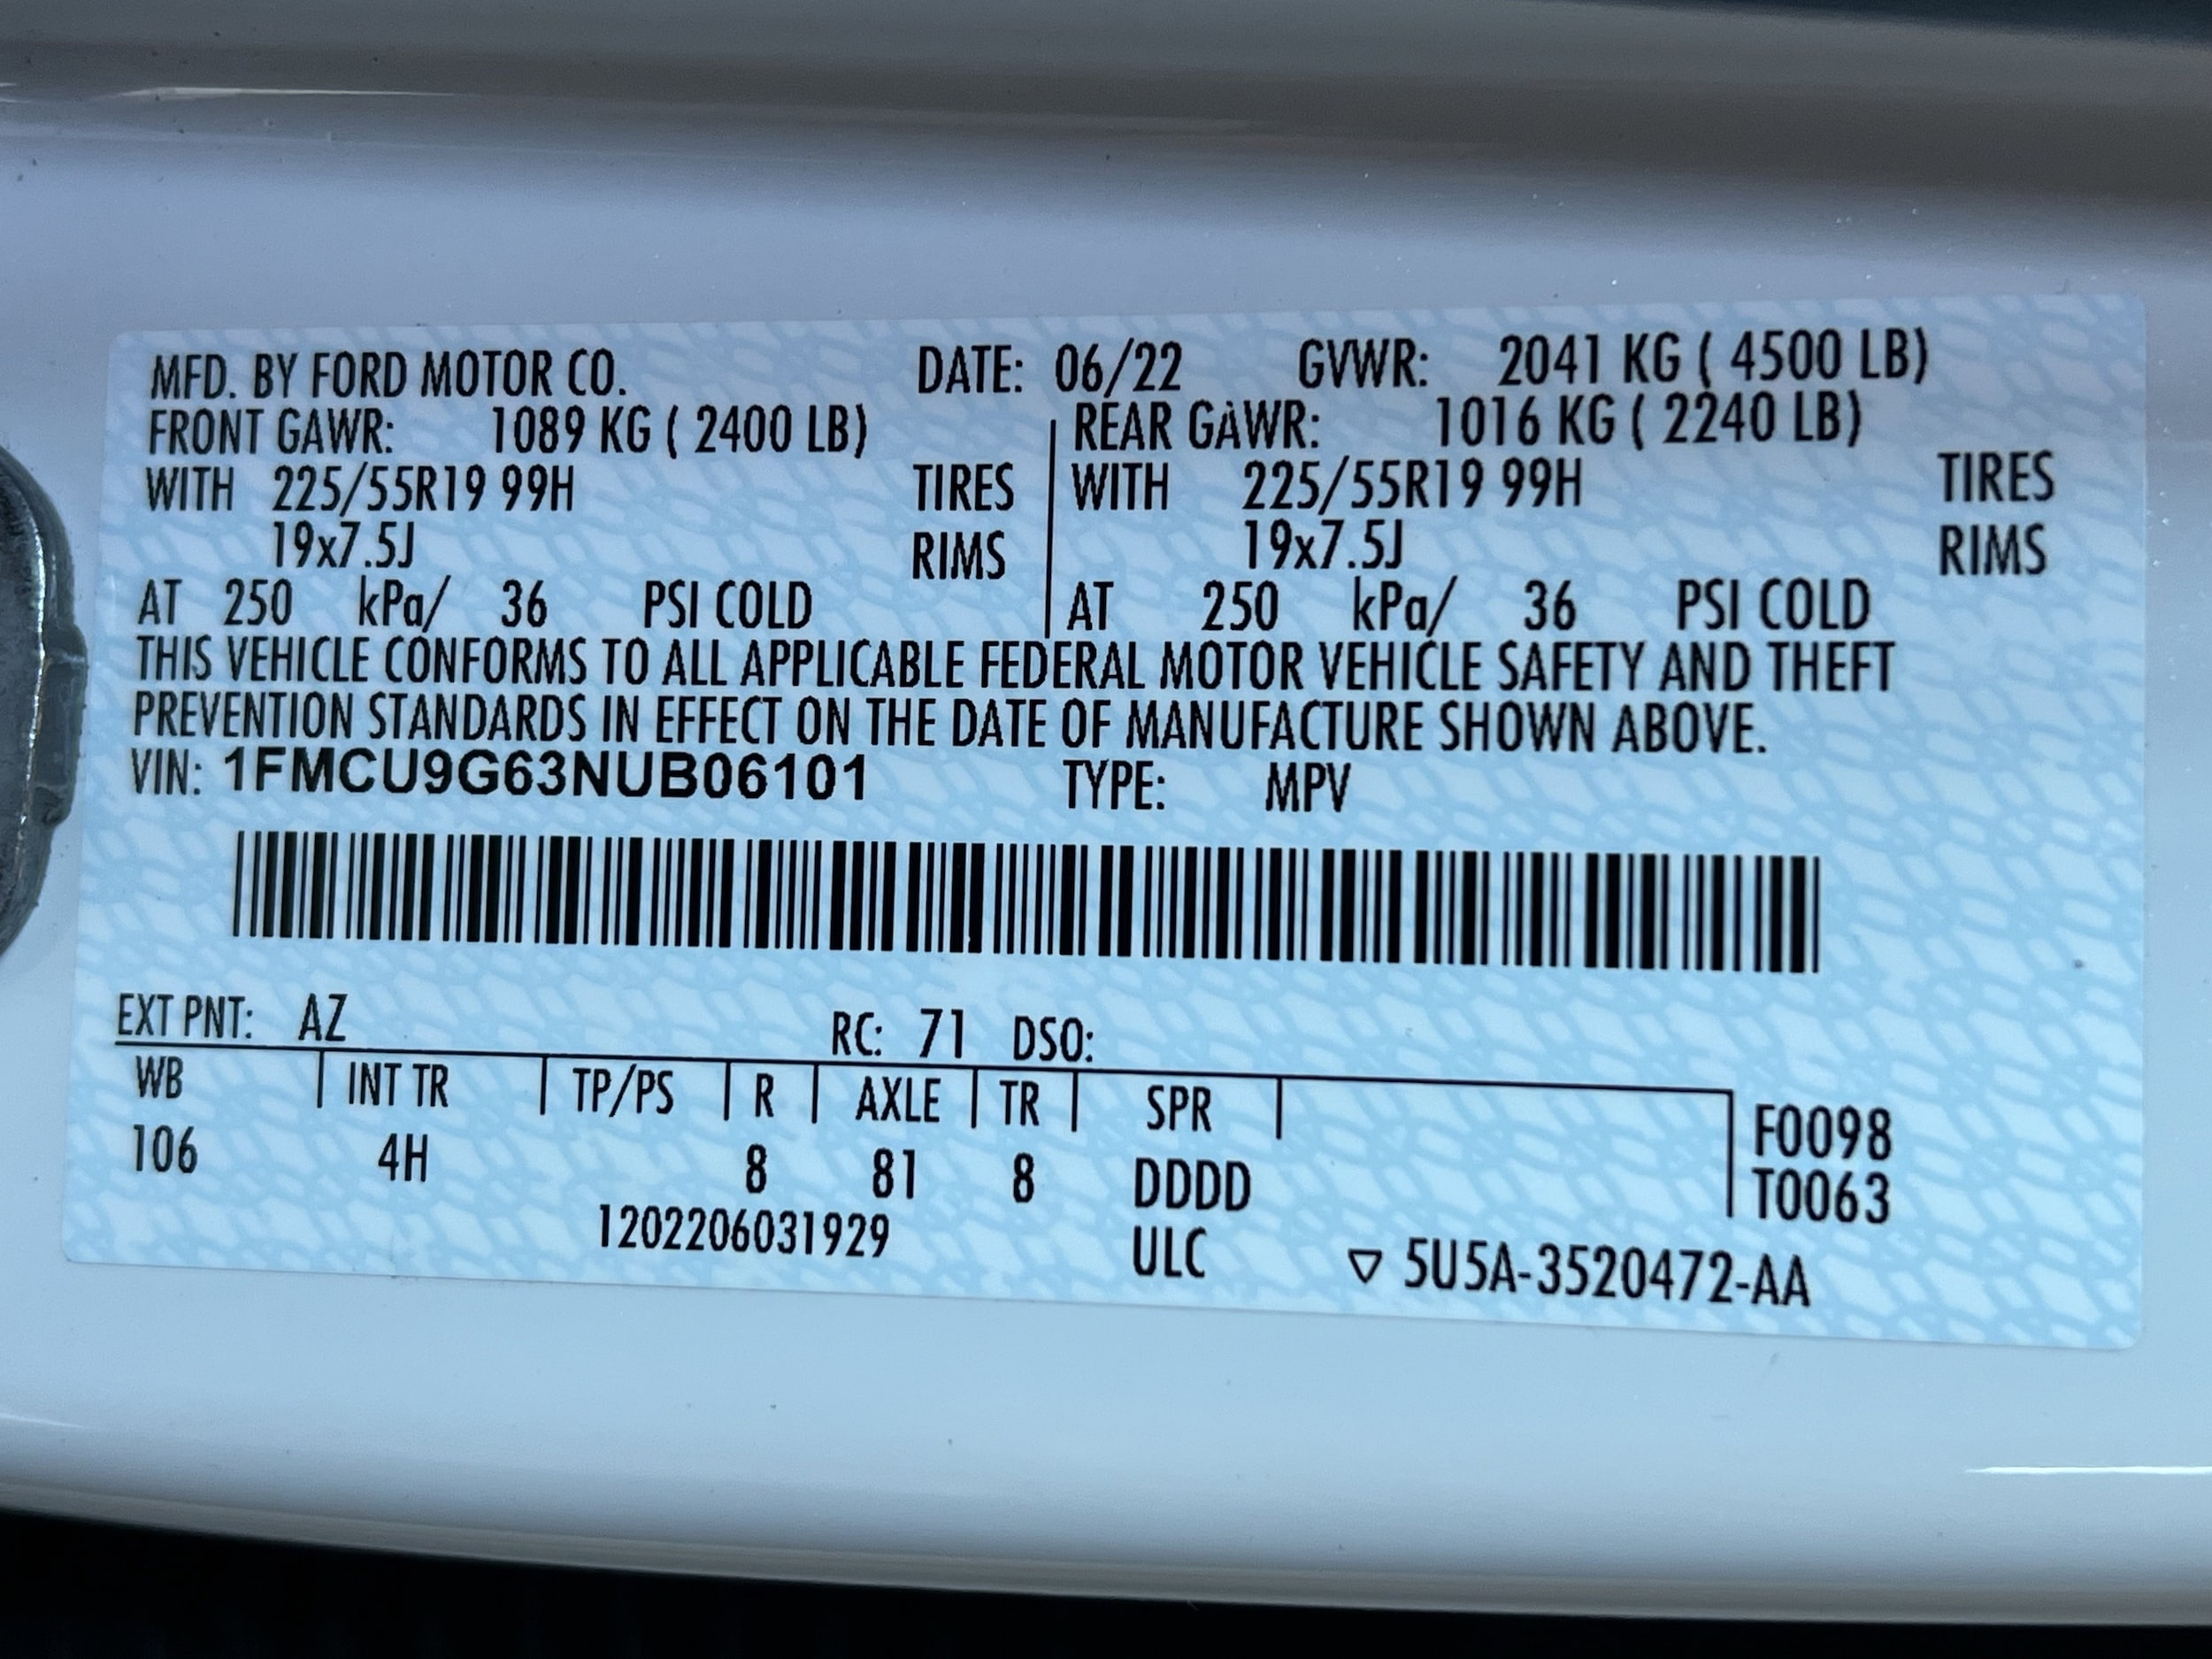 MFD. BY FORD MOTOR CO. DATE: 06/22 GVWR: 2041 KG ( 4500 LB)
FRONT GAWR: 1089 KG ( 2400 LB) REAR GAWR: 1016 KG ( 2240 LB)
WITH 225/55R19 99H TIRES WITH 225/55R19 99H TIRES
19x7.5J RIMS 19x7.5J RIMS
AT 250 kPa/ 36 PSI COLD AT 250 kPa/ 36 PSI COLD
THIS VEHICLE CONFORMS TO ALL APPLICABLE FEDERAL MOTOR VEHICLE SAFETY AND THEFT
PREVENTION STANDARDS IN EFFECT ON THE DATE OF MANUFACTURE SHOWN ABOVE.
VIN: 1FMCU9G63NUB06101 TYPE: MPV
EXT PNT: AZ RC: 71 DSO:
WB INT TR TP/PS R AXLE TR SPR F0098
106 4H 8 81 8 DDDD T0063
1202206031929 ULC ▽ 5U5A-3520472-AA